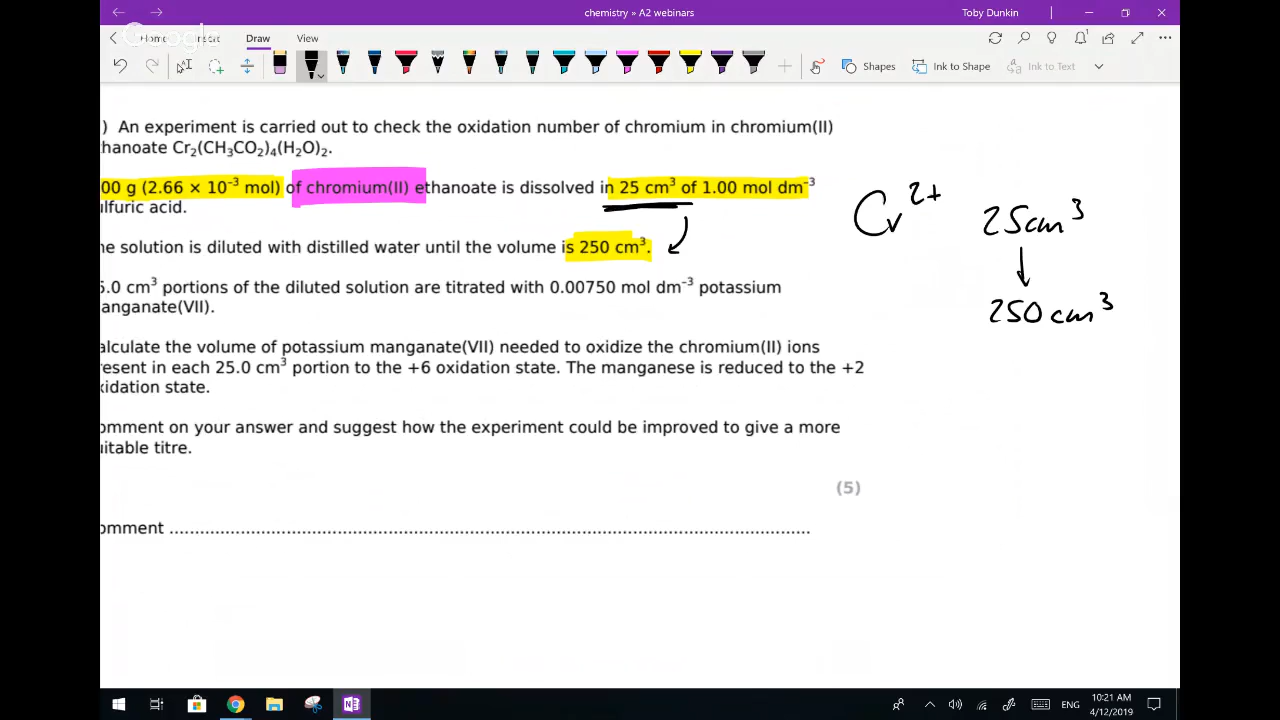 chemistry » A2 webinars
Toby Dunkin
Google
Home Insert Draw View
Shapes Ink to Shape Ink to Text
) An experiment is carried out to check the oxidation number of chromium in chromium(II)
hanoate Cr₂(CH₃CO₂)₄(H₂O)₂.
00 g (2.66 × 10⁻³ mol) of chromium(II) ethanoate is dissolved in 25 cm³ of 1.00 mol dm⁻³
lfuric acid.
Cr²⁺ 25cm³
he solution is diluted with distilled water until the volume is 250 cm³.
5.0 cm³ portions of the diluted solution are titrated with 0.00750 mol dm⁻³ potassium
anganate(VII).
250cm³
alculate the volume of potassium manganate(VII) needed to oxidize the chromium(II) ions
resent in each 25.0 cm³ portion to the +6 oxidation state. The manganese is reduced to the +2
xidation state.
omment on your answer and suggest how the experiment could be improved to give a more
uitable titre.
(5)
omment ....................................................................................................
ENG
10:21 AM
4/12/2019